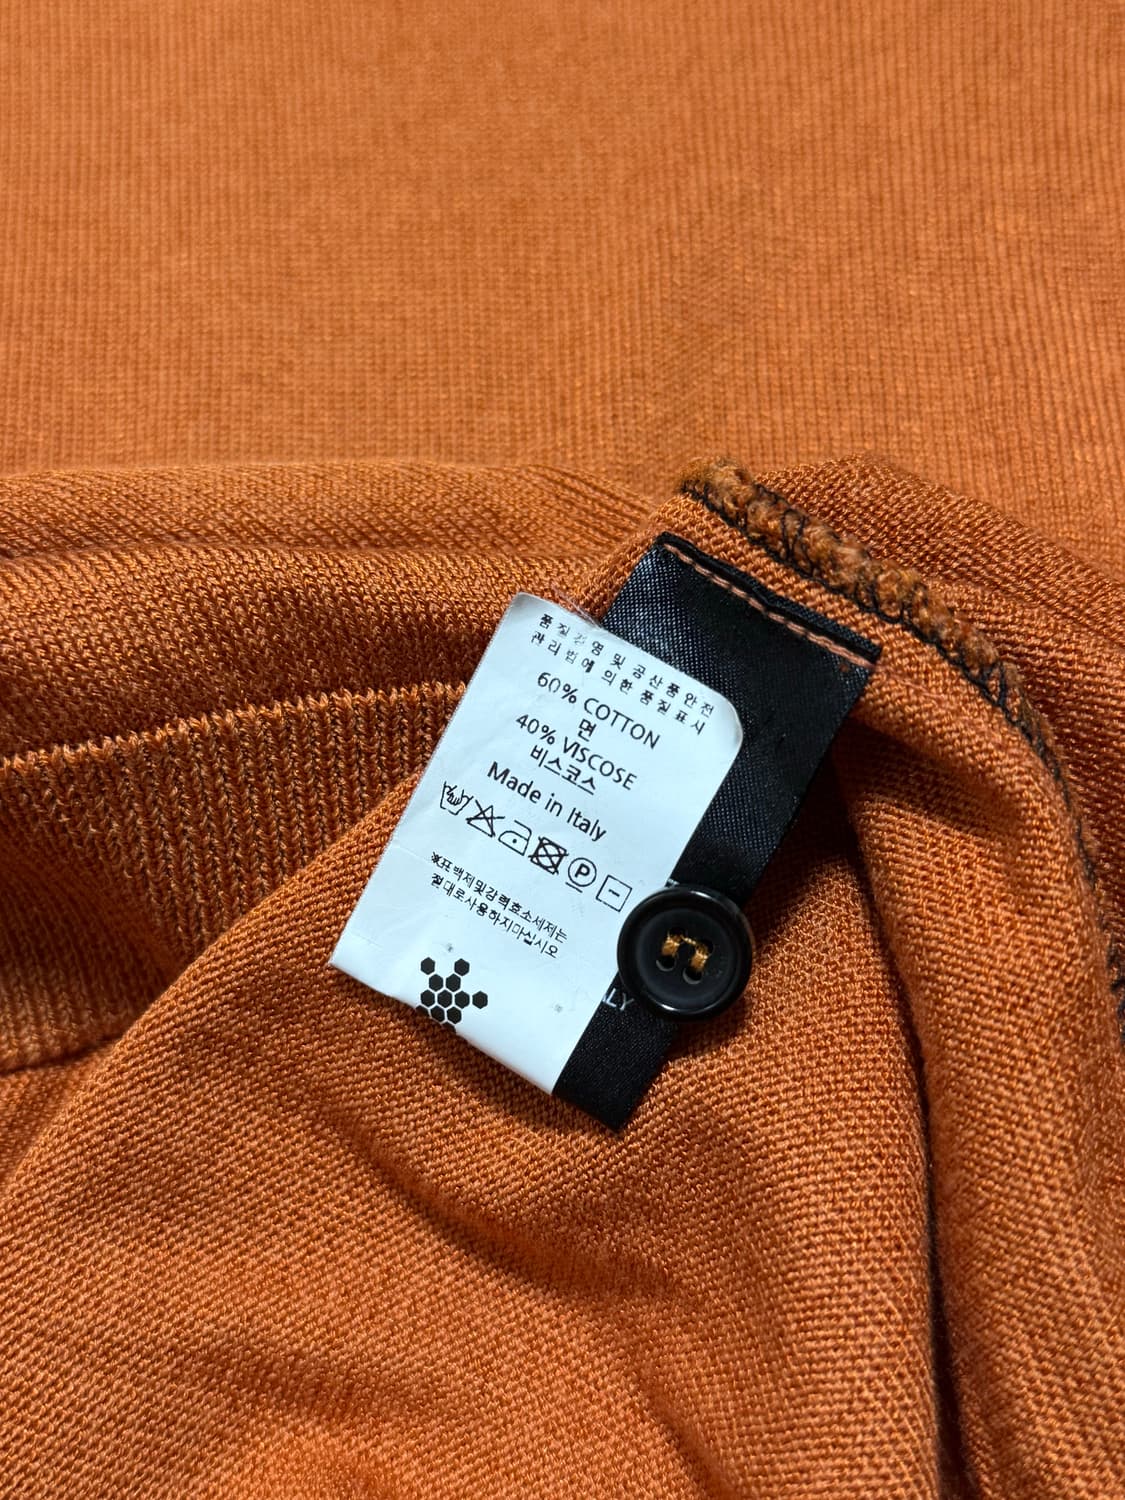 품질경영 및 공산품안전
관리법에 의한 품질표시
60% COTTON
면
40% VISCOSE
비스코스
Made in Italy
P
※표백제및강력효소세제는
절대로사용하지마십시오